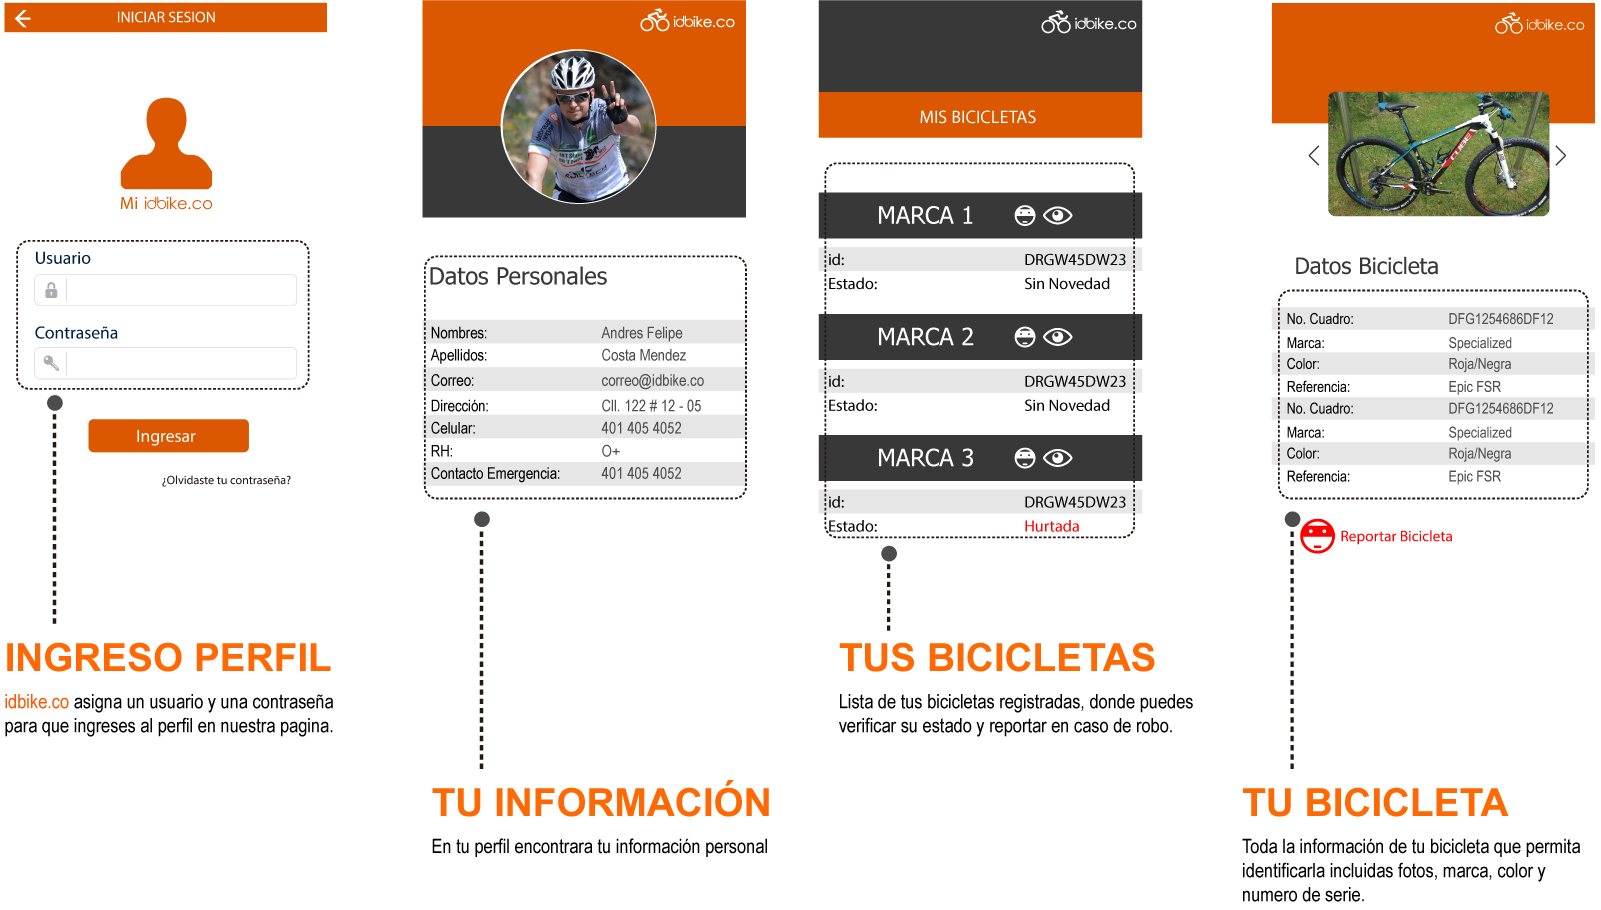 INICIAR SESION
Mi idbike.co
Usuario
Contraseña
Ingresar
¿Olvidaste tu contraseña?
INGRESO PERFIL
idbike.co asigna un usuario y una contraseña
para que ingreses al perfil en nuestra pagina.
idbike.co
Datos Personales
Nombres: Andres Felipe
Apellidos: Costa Mendez
Correo: correo@idbike.co
Dirección: Cll. 122 # 12 - 05
Celular: 401 405 4052
RH: O+
Contacto Emergencia: 401 405 4052
TU INFORMACIÓN
En tu perfil encontrara tu información personal
idbike.co
MIS BICICLETAS
MARCA 1
id: DRGW45DW23
Estado: Sin Novedad
MARCA 2
id: DRGW45DW23
Estado: Sin Novedad
MARCA 3
id: DRGW45DW23
Estado: Hurtada
TUS BICICLETAS
Lista de tus bicicletas registradas, donde puedes
verificar su estado y reportar en caso de robo.
idbike.co
CUBE
Datos Bicicleta
No. Cuadro: DFG1254686DF12
Marca: Specialized
Color: Roja/Negra
Referencia: Epic FSR
No. Cuadro: DFG1254686DF12
Marca: Specialized
Color: Roja/Negra
Referencia: Epic FSR
Reportar Bicicleta
TU BICICLETA
Toda la información de tu bicicleta que permita
identificarla incluidas fotos, marca, color y
numero de serie.